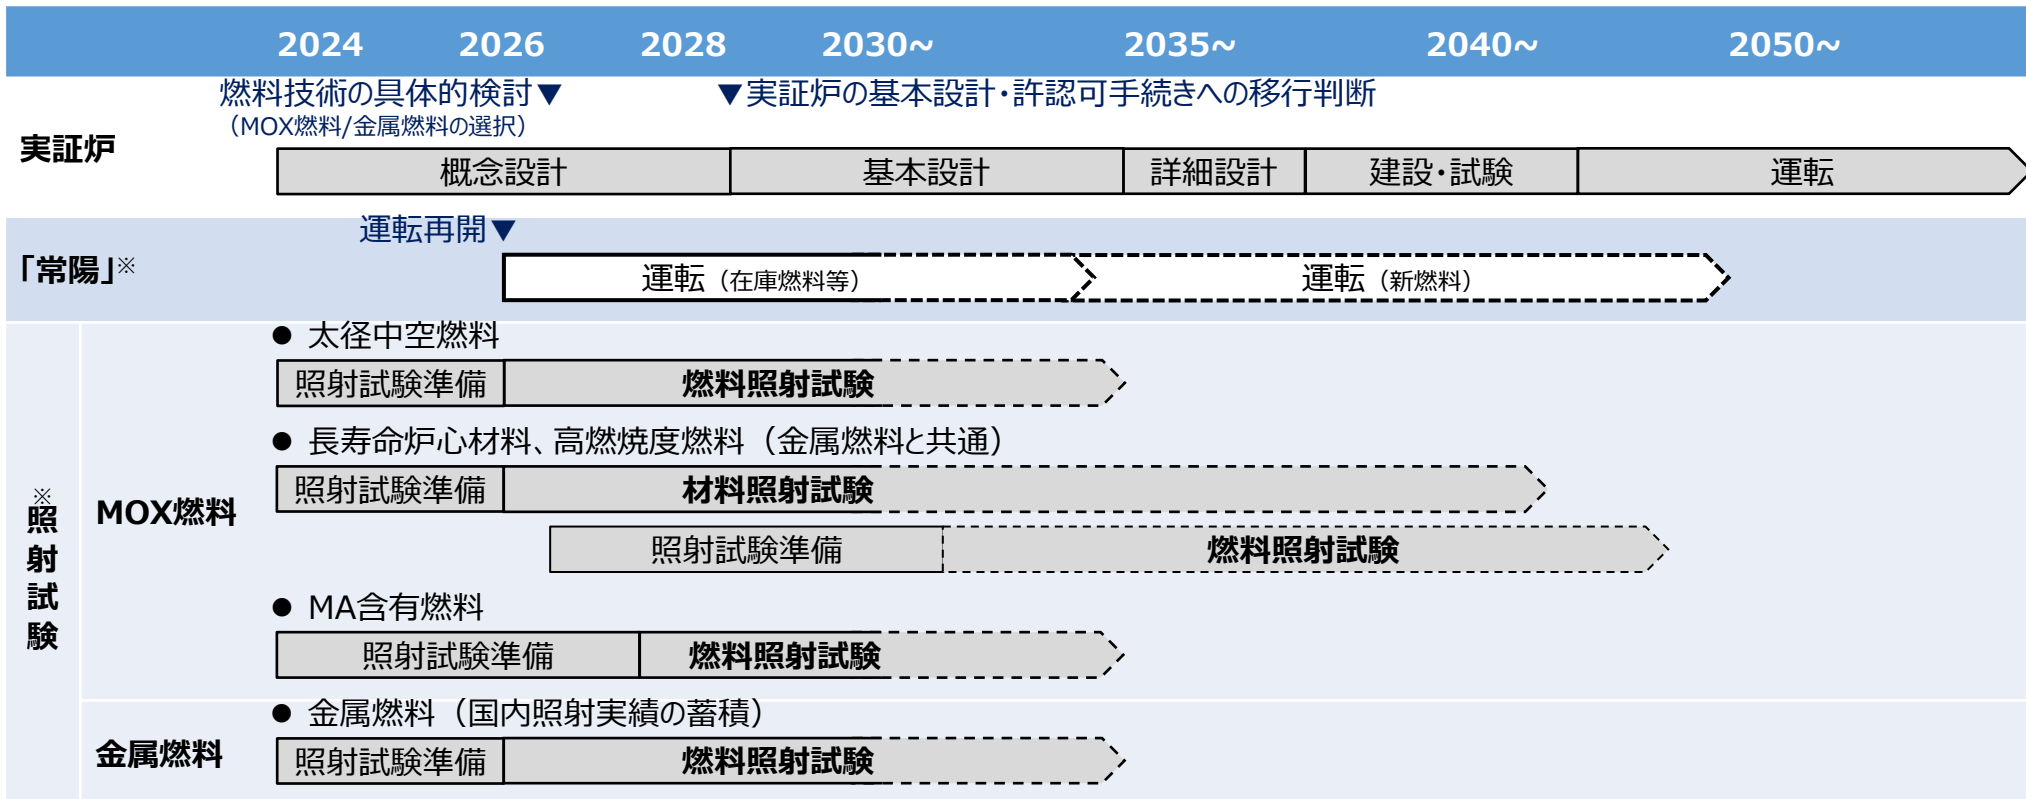 2024 2026 2028 2030~ 2035~ 2040~ 2050~
燃料技術の具体的検討▼ ▼実証炉の基本設計・許認可手続きへの移行判断
（MOX燃料/金属燃料の選択）
実証炉
概念設計 基本設計 詳細設計 建設・試験 運転
運転再開▼
「常陽」※
運転（在庫燃料等） 運転（新燃料）
※照射試験
MOX燃料
● 太径中空燃料
照射試験準備 燃料照射試験
● 長寿命炉心材料、高燃焼度燃料（金属燃料と共通）
照射試験準備 材料照射試験
照射試験準備 燃料照射試験
● MA含有燃料
照射試験準備 燃料照射試験
金属燃料
● 金属燃料（国内照射実績の蓄積）
照射試験準備 燃料照射試験